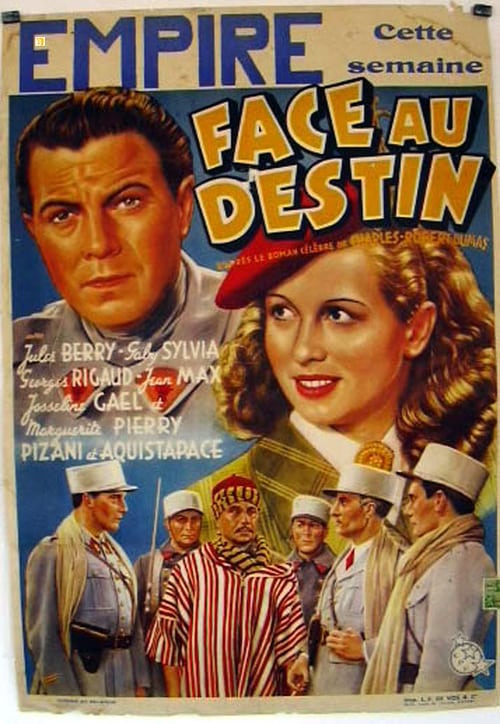 EMPIRE
Cette
semaine
FACE AU
DESTIN
D'APRÈS LE ROMAN CÉLÈBRE DE CHARLES-ROBERT DUMAS
Jules BERRY - Gaby SYLVIA
Georges RIGAUD - Jean MAX
Josseline GAEL et
Marguerite PIERRY
PIZANI et AQUISTAPACE